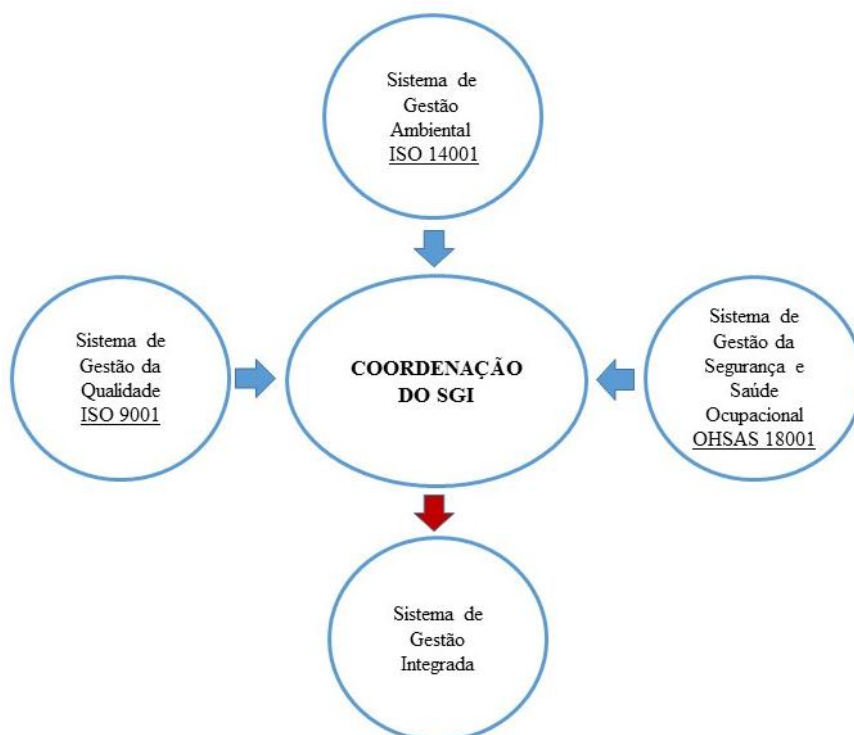 Sistema de
Gestão
Ambiental
ISO 14001
Sistema de
Gestão da
Qualidade
ISO 9001
COORDENAÇÃO
DO SGI
Sistema de
Gestão da
Segurança e
Saúde
Ocupacional
OHSAS 18001
Sistema de
Gestão
Integrada